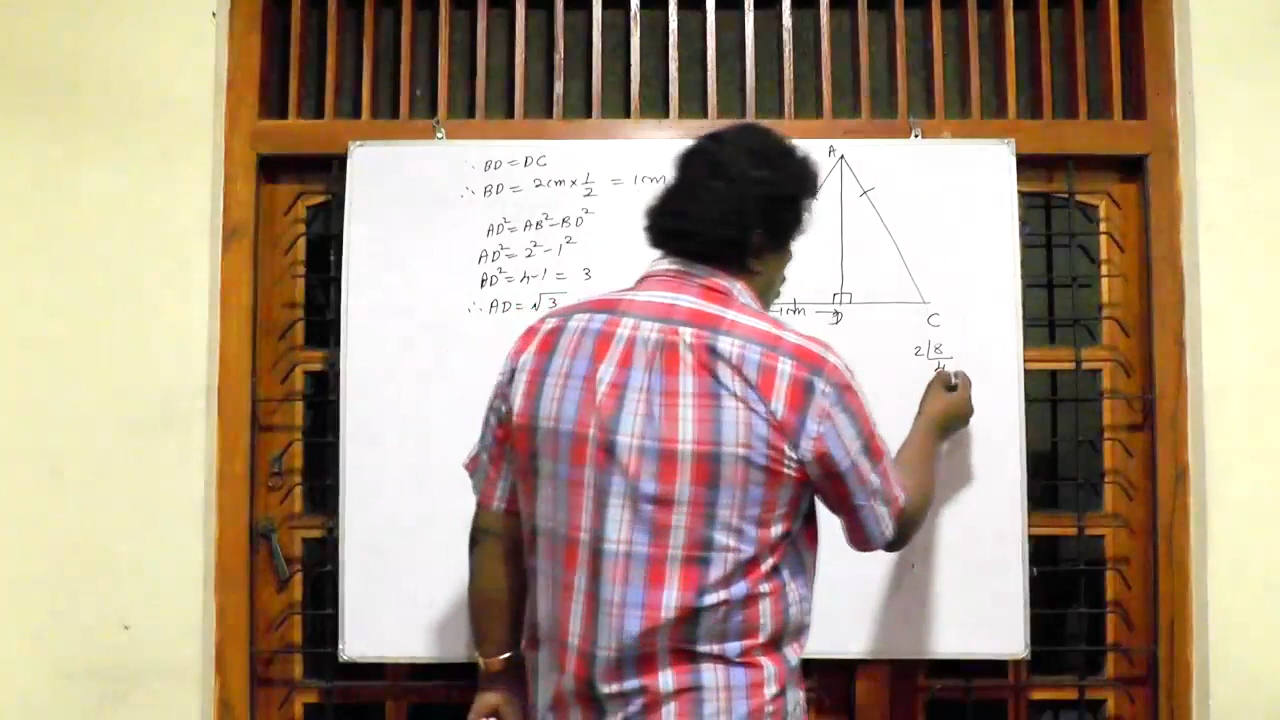 ∴ BD = DC
∴ BD = 2cm × 1/2 = 1cm
AD² = AB² - BD²
AD² = 2² - 1²
AD² = 4-1 = 3
∴ AD = √3
A
1cm
D
C
2 8
4